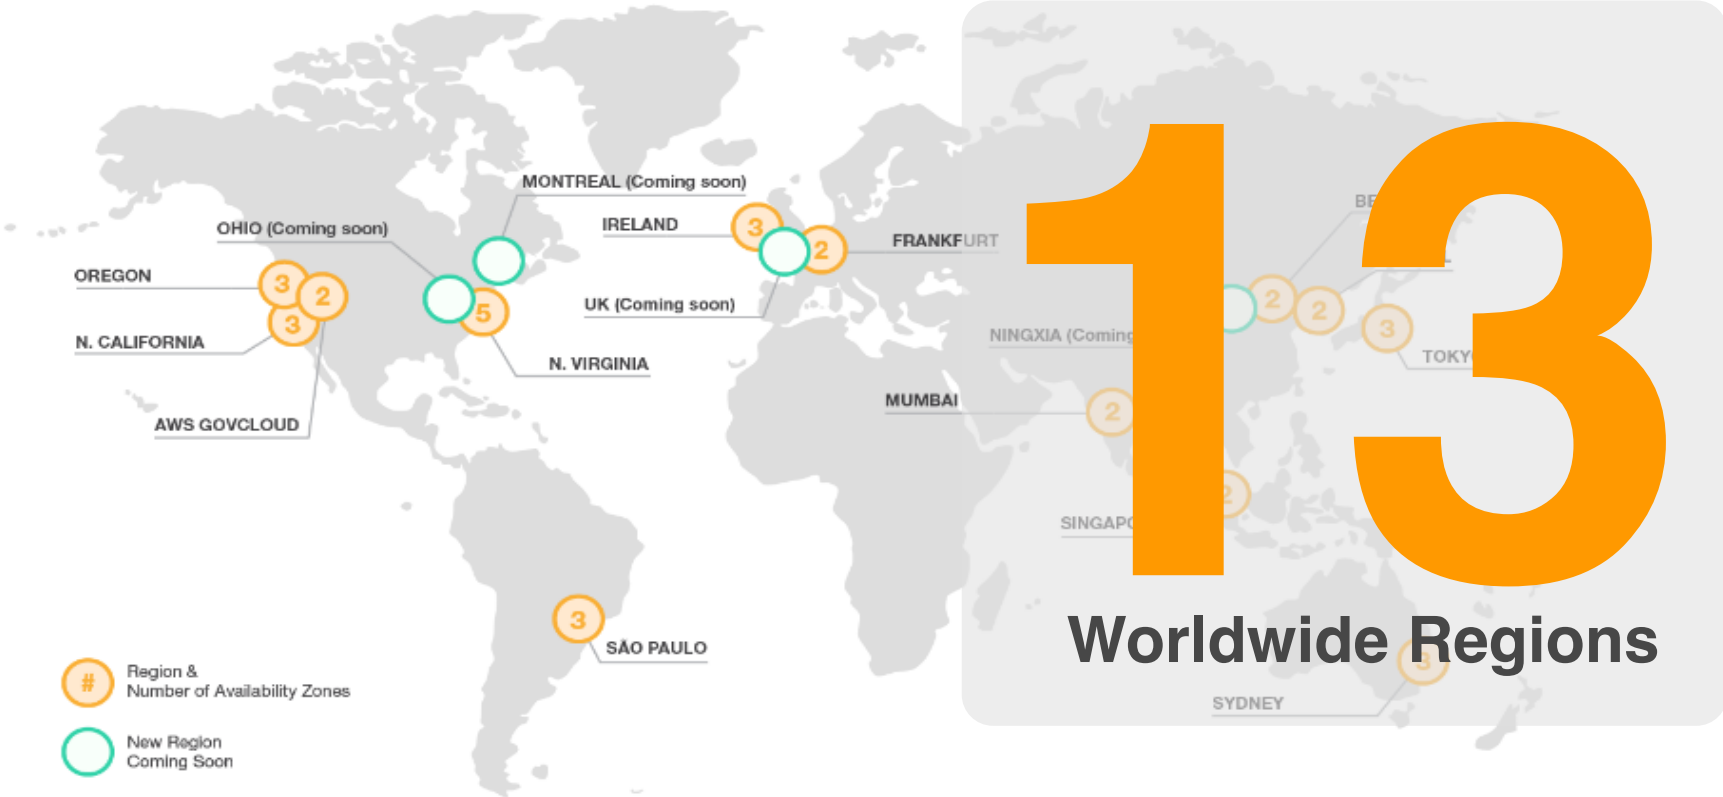 MONTREAL (Coming soon)
IRELAND
OHIO (Coming soon)
FRANKFURT
OREGON
3
2
3
5
3
2
UK (Coming soon)
N. CALIFORNIA
N. VIRGINIA
AWS GOVCLOUD
MUMBAI
2
NINGXIA (Coming
2
2
3
2
13
Worldwide Regions
3
SYDNEY
3
SÃO PAULO
#
Region &
Number of Availability Zones
New Region
Coming Soon